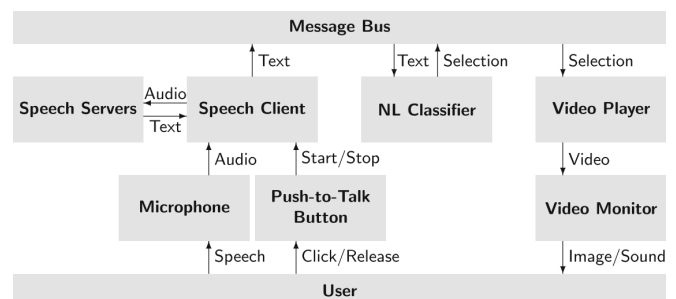 Message Bus
Text
Text
Selection
Selection
Speech Servers
Audio
Text
Speech Client
NL Classifier
Video Player
Audio
Start/Stop
Video
Microphone
Push-to-Talk
Button
Video Monitor
Speech
Click/Release
Image/Sound
User